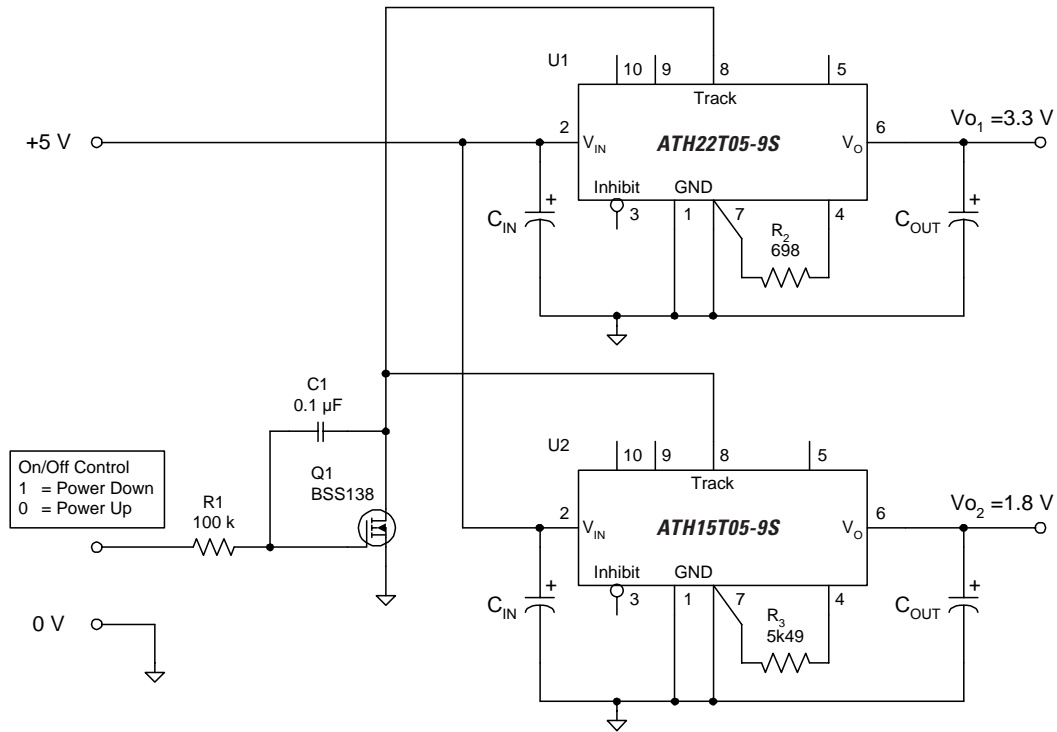 U1
10 9 8 5
Track
+5 V
2
V_IN
ATH22T05-9S
V_O
6
Vo_1 =3.3 V
Inhibit
GND
3
1
7
4
C_IN
+
R_2
698
C_OUT
+
C1
0.1 µF
U2
10 9 8 5
Track
On/Off Control
1 = Power Down
0 = Power Up
Q1
BSS138
R1
100 k
2
V_IN
ATH15T05-9S
V_O
6
Vo_2 =1.8 V
Inhibit
GND
3
1
7
4
C_IN
+
R_3
5k49
C_OUT
+
0 V